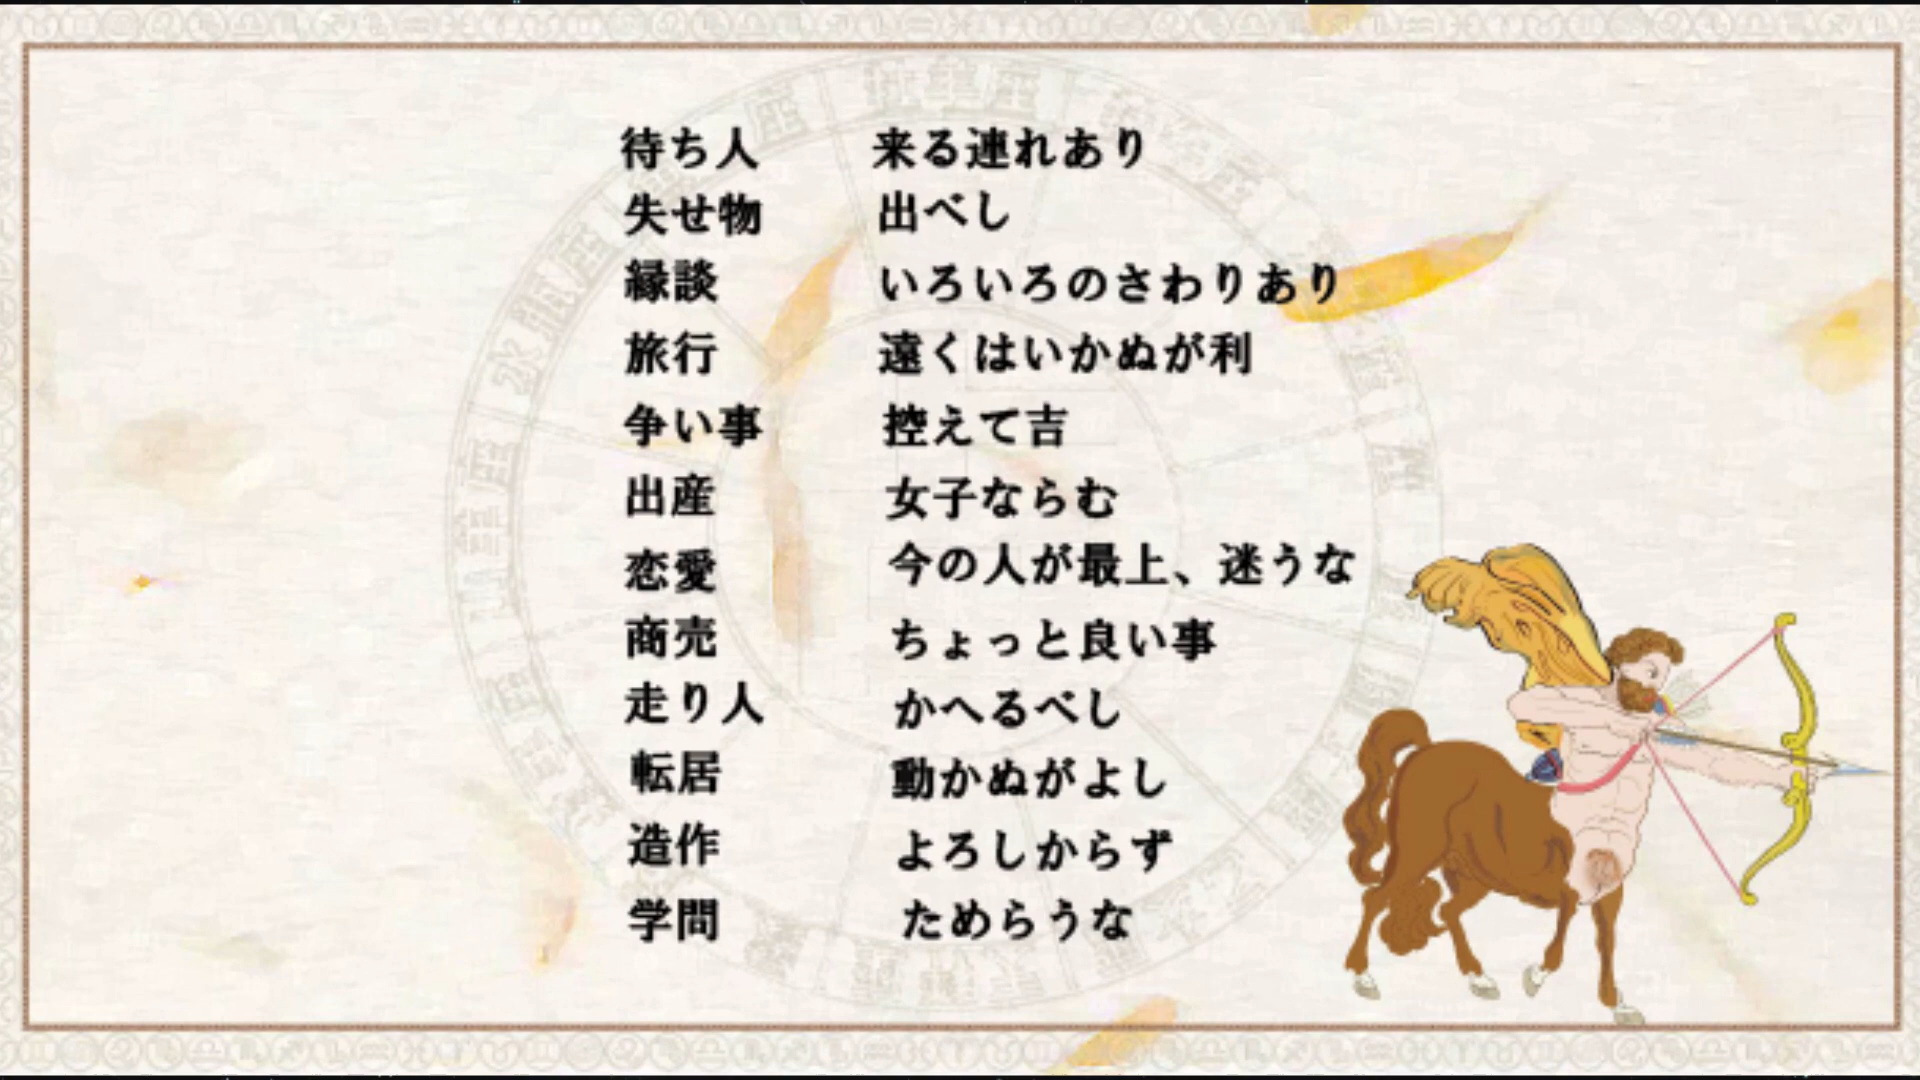 待ち人 来る連れあり
失せ物 出べし
縁談 いろいろのさわりあり
旅行 遠くはいかぬが利
争い事 控えて吉
出産 女子ならむ
恋愛 今の人が最上、迷うな
商売 ちょっと良い事
走り人 かへるべし
転居 動かぬがよし
造作 よろしからず
学問 ためらうな